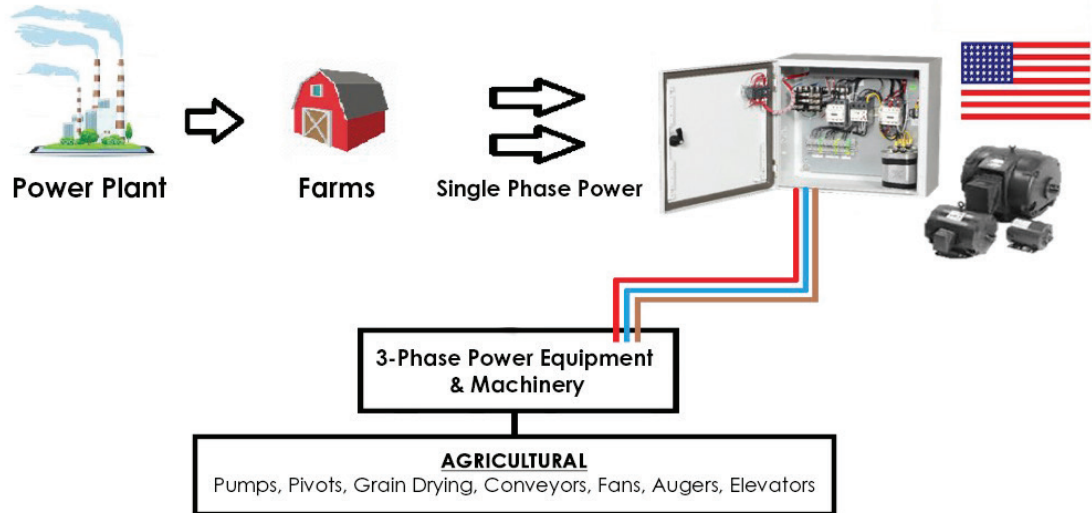 Power Plant
Farms
Single Phase Power
3-Phase Power Equipment
& Machinery
AGRICULTURAL
Pumps, Pivots, Grain Drying, Conveyors, Fans, Augers, Elevators